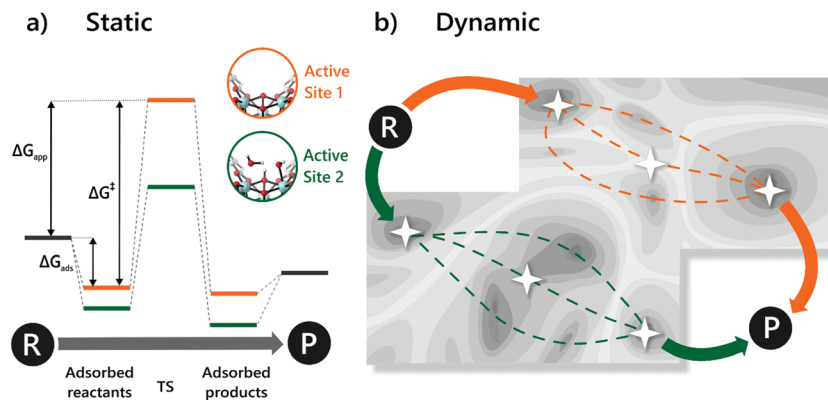 a) Static
b) Dynamic
Active
Site 1
Active
Site 2
ΔGapp
ΔG‡
ΔGads
R
P
Adsorbed
reactants
TS
Adsorbed
products
R
P